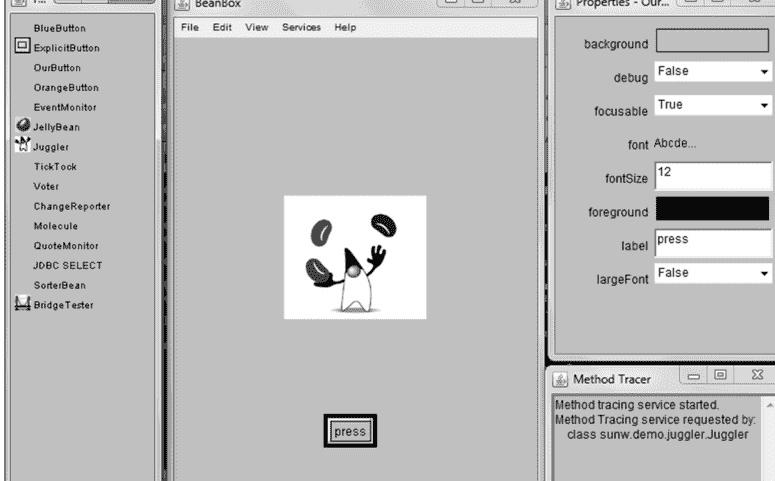 T...
BlueButton
ExplicitButton
OurButton
OrangeButton
EventMonitor
JellyBean
Juggler
TickTock
Voter
ChangeReporter
Molecule
QuoteMonitor
JDBC SELECT
SorterBean
BridgeTester
BeanBox
File Edit View Services Help
press
Properties - Our...
background
debug False
focusable True
font Abcde...
fontSize 12
foreground
label press
largeFont False
Method Tracer
Method tracing service started.
Method Tracing service requested by:
class sunw.demo.juggler.Juggler